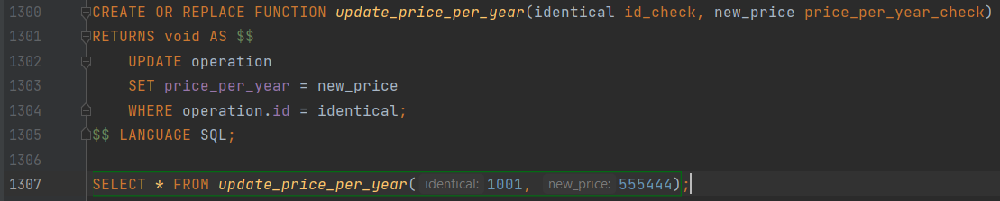 1300 CREATE OR REPLACE FUNCTION update_price_per_year(identical id_check, new_price price_per_year_check)
1301 RETURNS void AS $$
1302     UPDATE operation
1303     SET price_per_year = new_price
1304     WHERE operation.id = identical;
1305 $$ LANGUAGE SQL;
1306
1307 SELECT * FROM update_price_per_year( identical: 1001, new_price: 555444);